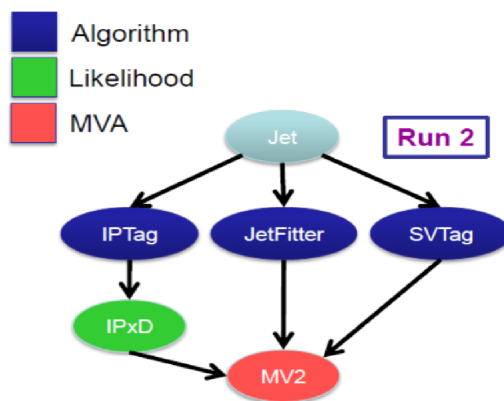 Algorithm
Likelihood
MVA
Jet
Run 2
IPTag
JetFitter
SVTag
IPxD
MV2